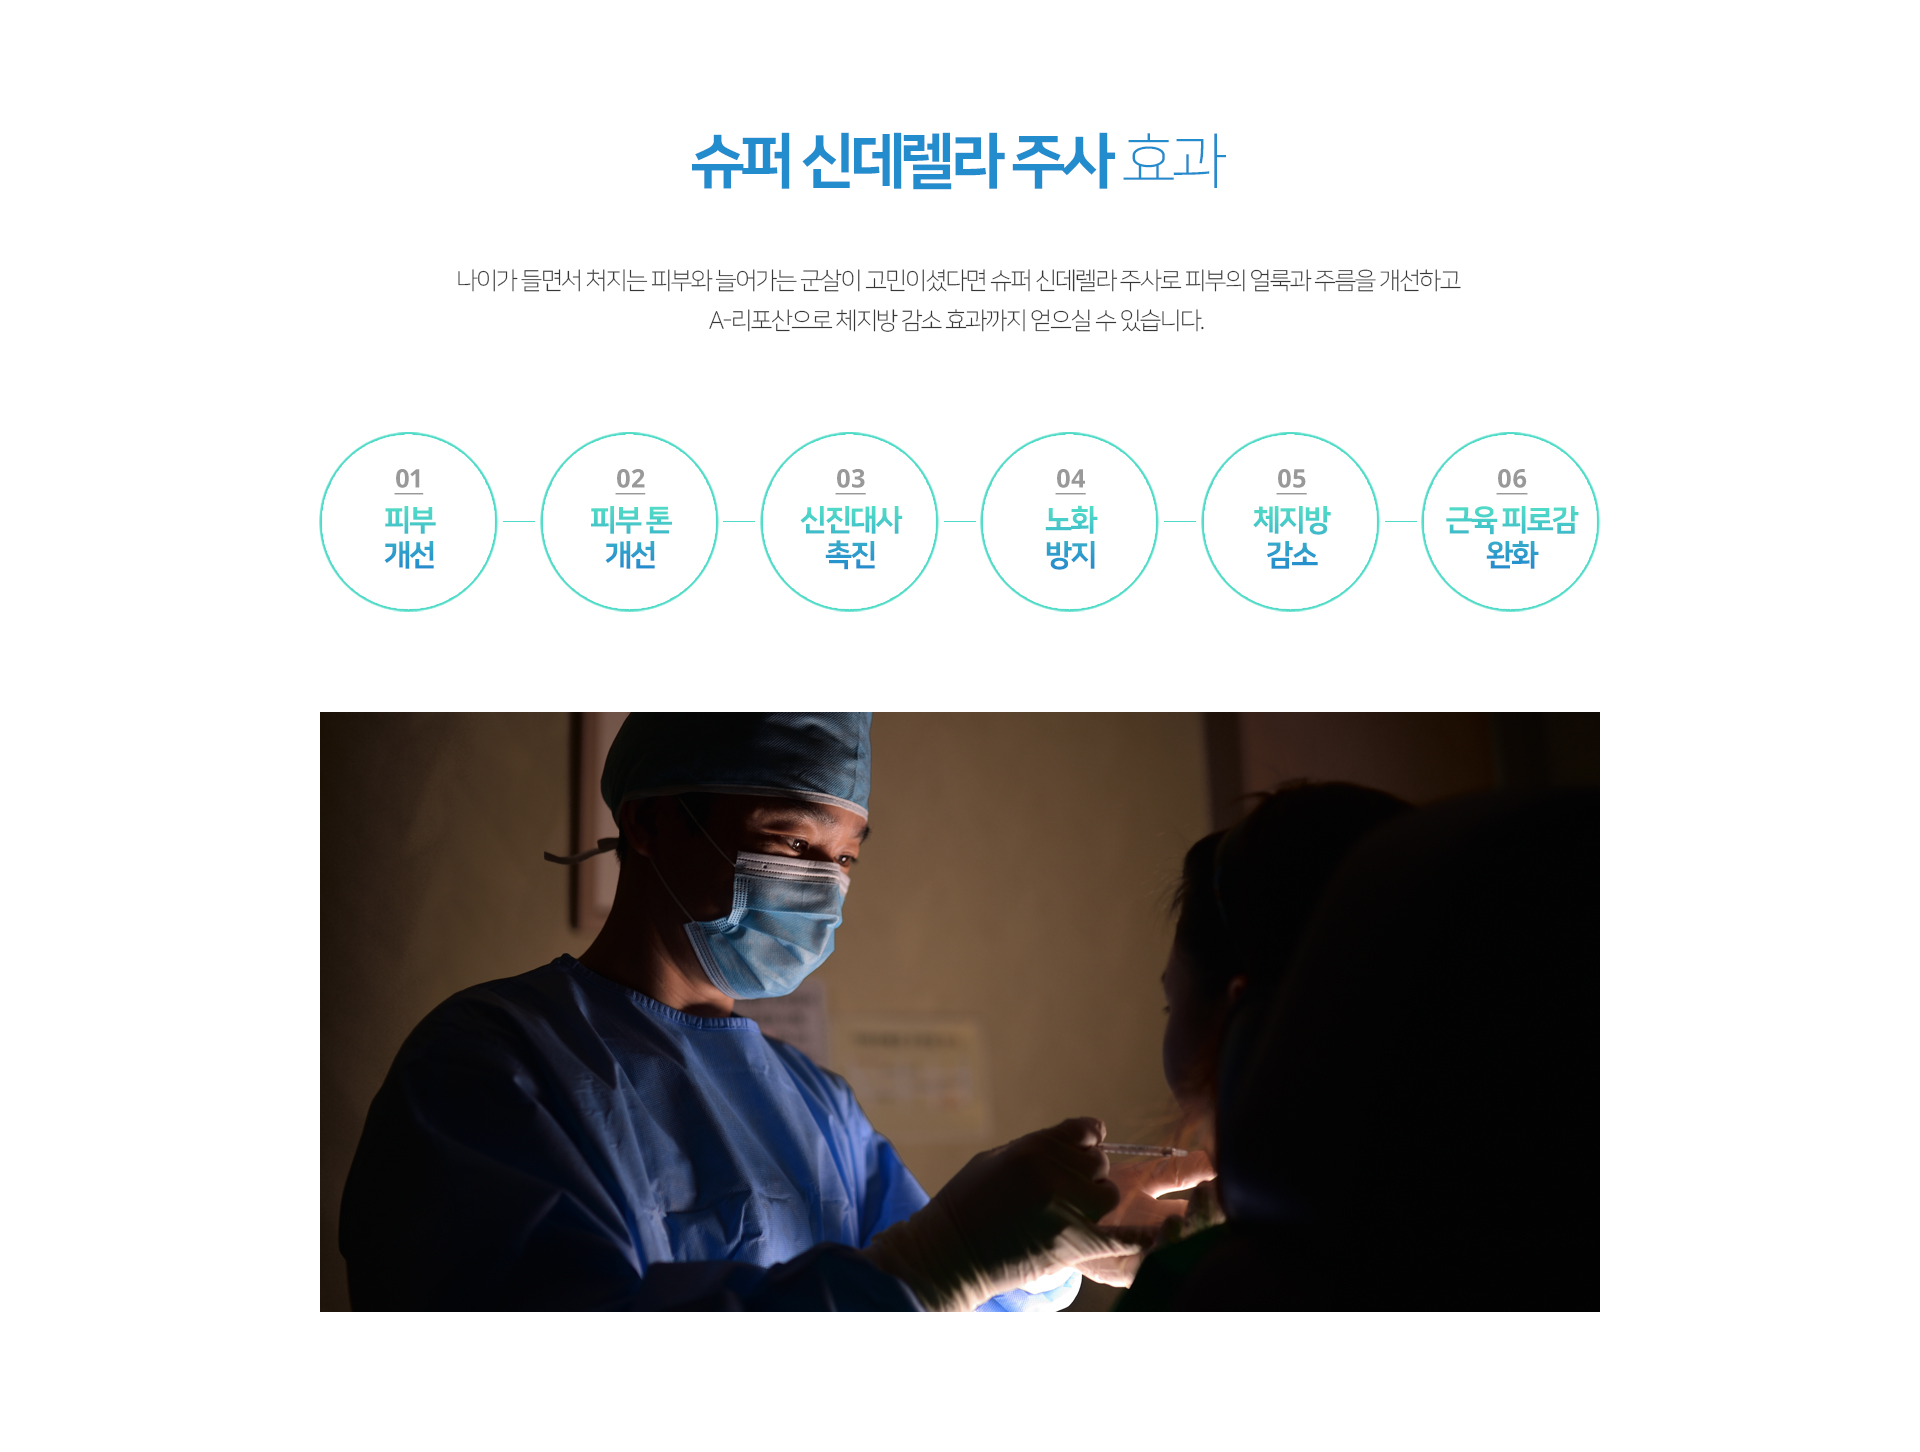 슈퍼 신데렐라 주사 효과
나이가 들면서 처지는 피부와 늘어가는 군살이 고민이셨다면 슈퍼 신데렐라 주사로 피부의 얼룩과 주름을 개선하고
A-리포산으로 체지방 감소 효과까지 얻으실 수 있습니다.
01
피부
개선
02
피부 톤
개선
03
신진대사
촉진
04
노화
방지
05
체지방
감소
06
근육 피로감
완화